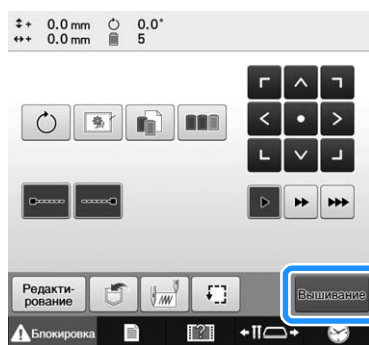 0.0 mm 0.0°
0.0 mm 5
Редакти-
рование
Вышивание
Блокировка